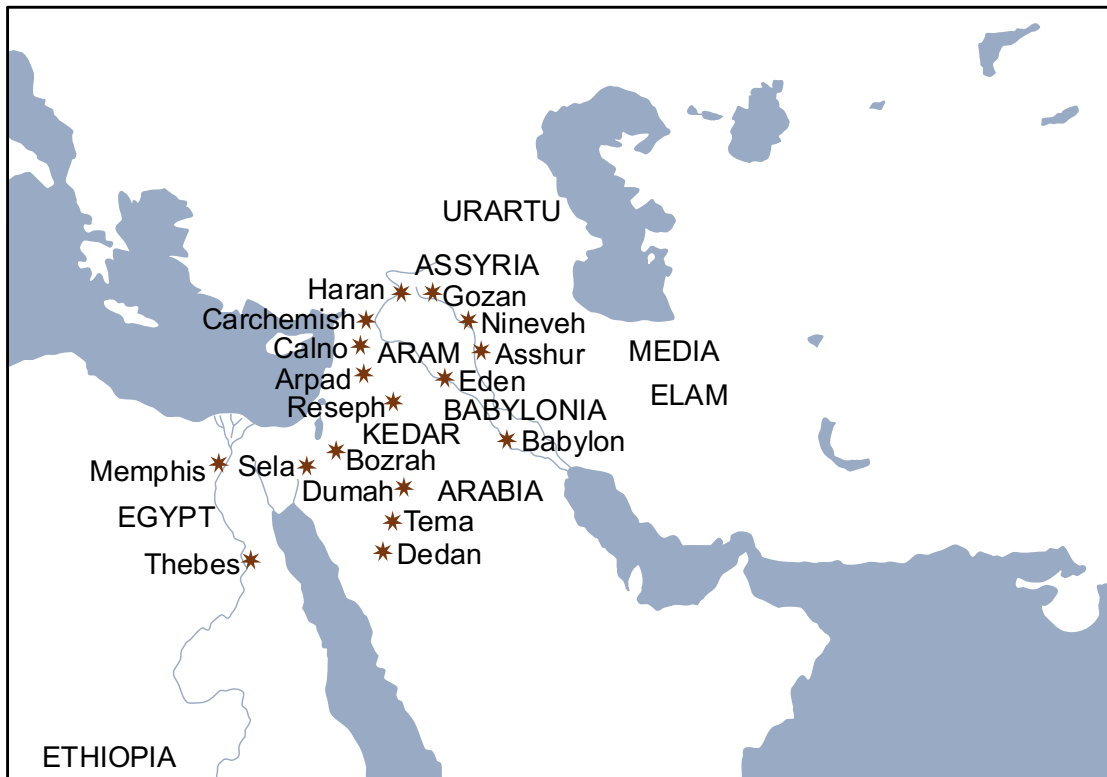 URARTU
ASSYRIA
Haran
Gozan
Carchemish
Nineveh
Calno
ARAM
Asshur
MEDIA
Arpad
Eden
ELAM
Reseph
BABYLONIA
KEDAR
Babylon
Memphis
Sela
Bozrah
Dumah
ARABIA
EGYPT
Tema
Thebes
Dedan
ETHIOPIA